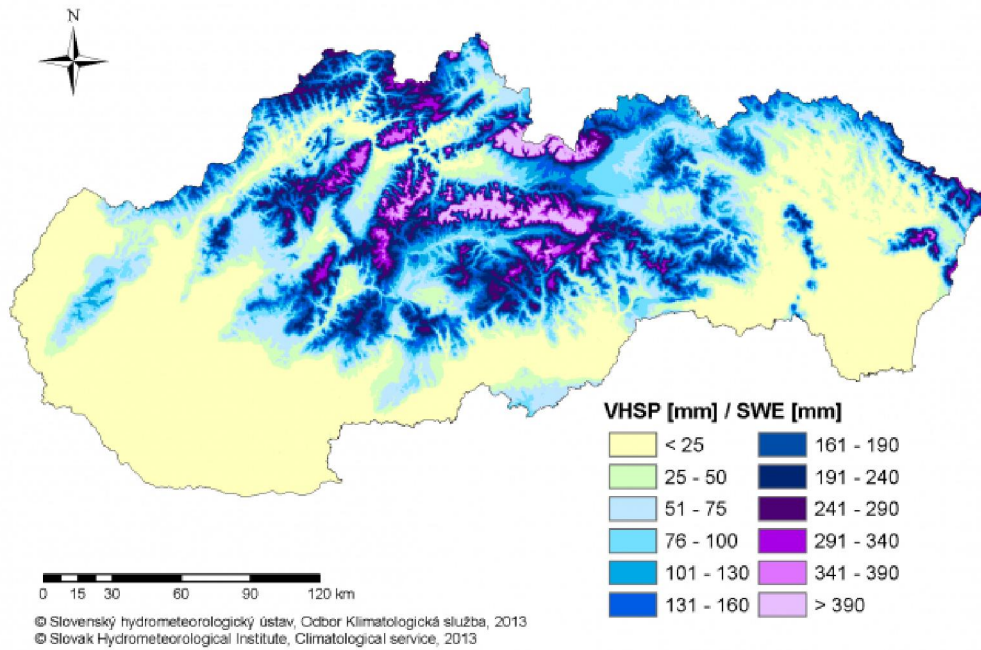 N
VHSP [mm] / SWE [mm]
< 25
25 - 50
51 - 75
76 - 100
101 - 130
131 - 160
161 - 190
191 - 240
241 - 290
291 - 340
341 - 390
> 390
0 15 30 60 90 120 km
© Slovenský hydrometeorologický ústav, Odbor Klimatologická služba, 2013
© Slovak Hydrometeorological Institute, Climatological service, 2013